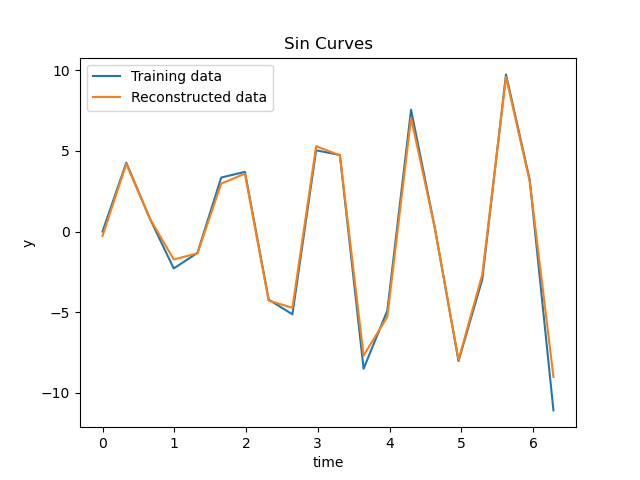 Sin Curves
Training data
Reconstructed data
10
5
0
−5
−10
y
0 1 2 3 4 5 6
time